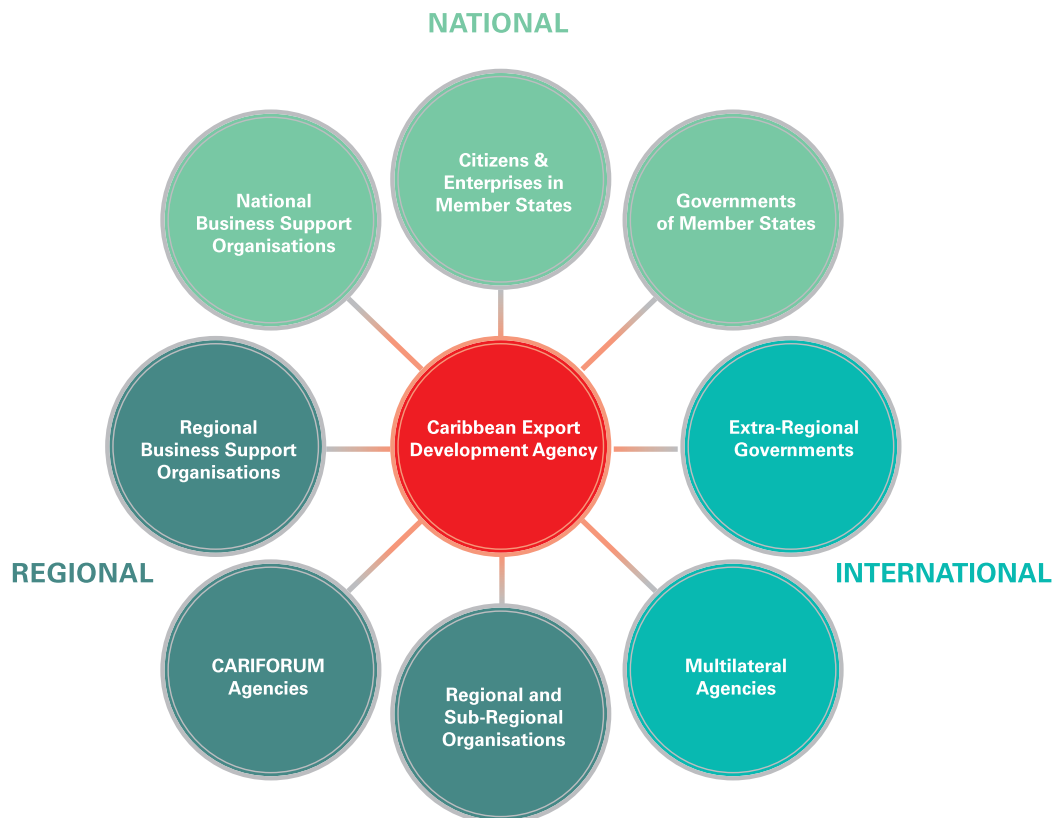 NATIONAL
Citizens &
Enterprises in
Member States
National
Business Support
Organisations
Governments
of Member States
Regional
Business Support
Organisations
Caribbean Export
Development Agency
Extra-Regional
Governments
REGIONAL
INTERNATIONAL
CARIFORUM
Agencies
Regional and
Sub-Regional
Organisations
Multilateral
Agencies